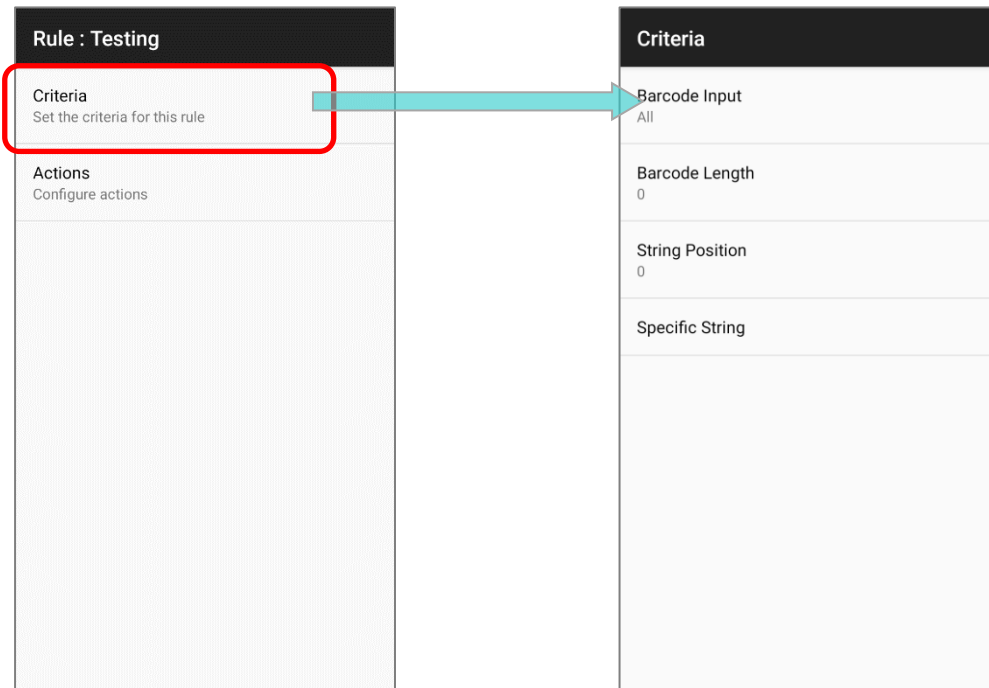 Rule : Testing
Criteria
Set the criteria for this rule
Actions
Configure actions
Criteria
Barcode Input
All
Barcode Length
0
String Position
0
Specific String